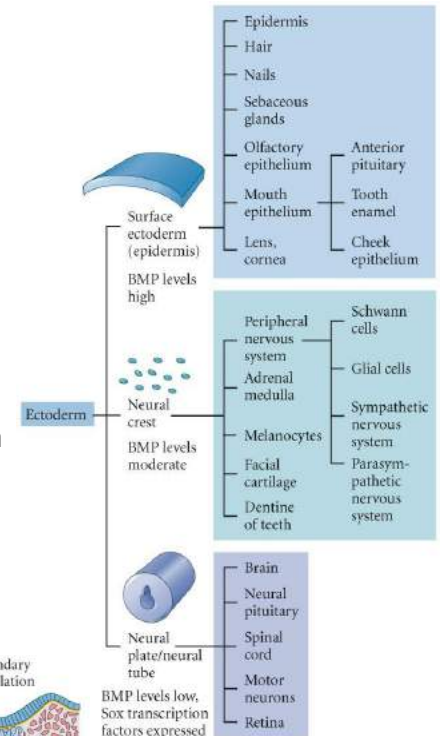 Epidermis
Hair
Nails
Sebaceous
glands
Olfactory
epithelium
Mouth
epithelium
Lens,
cornea
Anterior
pituitary
Tooth
enamel
Cheek
epithelium
Surface
ectoderm
(epidermis)
BMP levels
high
Ectoderm
Neural
crest
BMP levels
moderate
Peripheral
nervous
system
Adrenal
medulla
Melanocytes
Facial
cartilage
Dentine
of teeth
Schwann
cells
Glial cells
Sympathetic
nervous
system
Parasym-
pathetic
nervous
system
Neural
plate/neural
tube
BMP levels low,
Sox transcription
factors expressed
Brain
Neural
pituitary
Spinal
cord
Motor
neurons
Retina